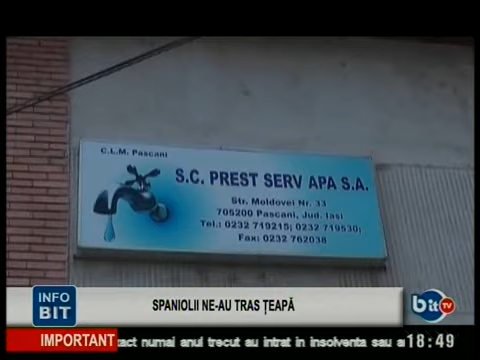 C.L.M. Pascani
S.C. PREST SERV APA S.A.
Str. Moldovei Nr. 33
705200 Pascani, Jud. Iasi
Tel.: 0232 719215; 0232 719530;
Fax: 0232 762038
INFO
BIT
SPANIOLII NE-AU TRAS ȚEAPĂ
bit TV
IMPORTANT
xact numai anul trecut au intrat in insolventa sau a
18:49